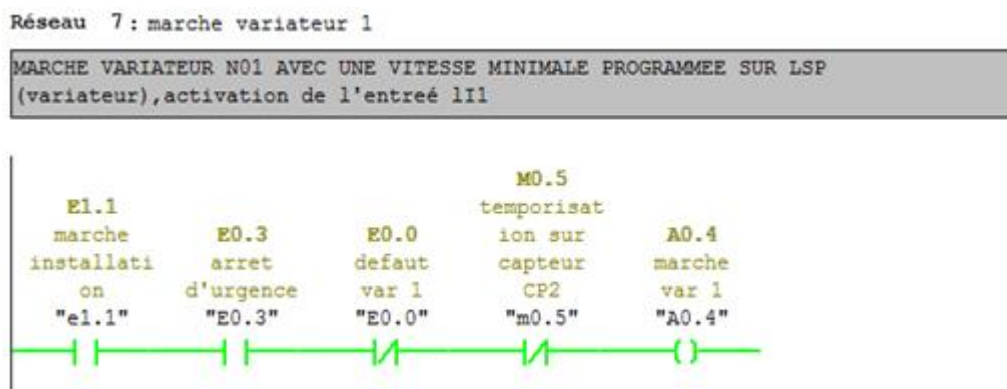 Réseau 7 : marche variateur 1
MARCHE VARIATEUR N01 AVEC UNE VITESSE MINIMALE PROGRAMMEE SUR LSP
(variateur),activation de l'entreé lI1
M0.5
E1.1 temporisat
marche E0.3 E0.0 ion sur A0.4
installati arret defaut capteur marche
on d'urgence var 1 CP2 var 1
"e1.1" "E0.3" "E0.0" "m0.5" "A0.4"